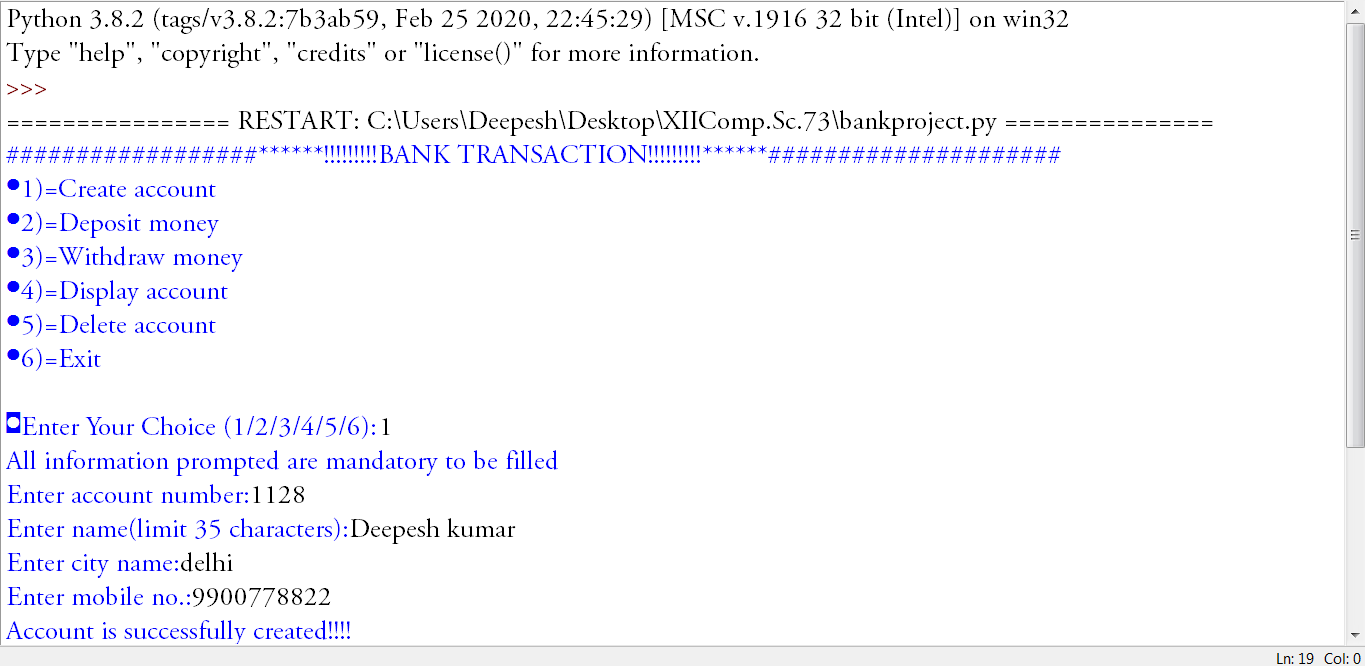 Python 3.8.2 (tags/v3.8.2:7b3ab59, Feb 25 2020, 22:45:29) [MSC v.1916 32 bit (Intel)] on win32
Type "help", "copyright", "credits" or "license()" for more information.
>>>
================ RESTART: C:\Users\Deepesh\Desktop\XIIComp.Sc.73\bankproject.py ===============
##################******!!!!!!!!!BANK TRANSACTION!!!!!!!!!******#####################
●1)=Create account
●2)=Deposit money
●3)=Withdraw money
●4)=Display account
●5)=Delete account
●6)=Exit
◘Enter Your Choice (1/2/3/4/5/6):1
All information prompted are mandatory to be filled
Enter account number:1128
Enter name(limit 35 characters):Deepesh kumar
Enter city name:delhi
Enter mobile no.:9900778822
Account is successfully created!!!!
Ln: 19 Col: 0